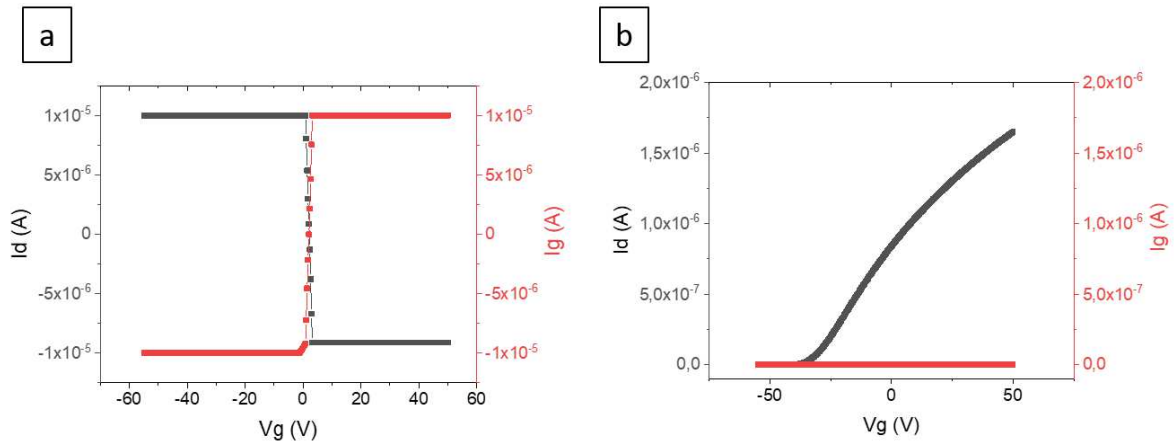 a
Id (A)
1x10⁻⁵
5x10⁻⁶
0
-5x10⁻⁶
-1x10⁻⁵
1x10⁻⁵
5x10⁻⁶
0
-5x10⁻⁶
-1x10⁻⁵
Ig (A)
-60 -40 -20 0 20 40 60
Vg (V)
b
Id (A)
2,0x10⁻⁶
1,5x10⁻⁶
1,0x10⁻⁶
5,0x10⁻⁷
0,0
2,0x10⁻⁶
1,5x10⁻⁶
1,0x10⁻⁶
5,0x10⁻⁷
0,0
Ig (A)
-50 0 50
Vg (V)